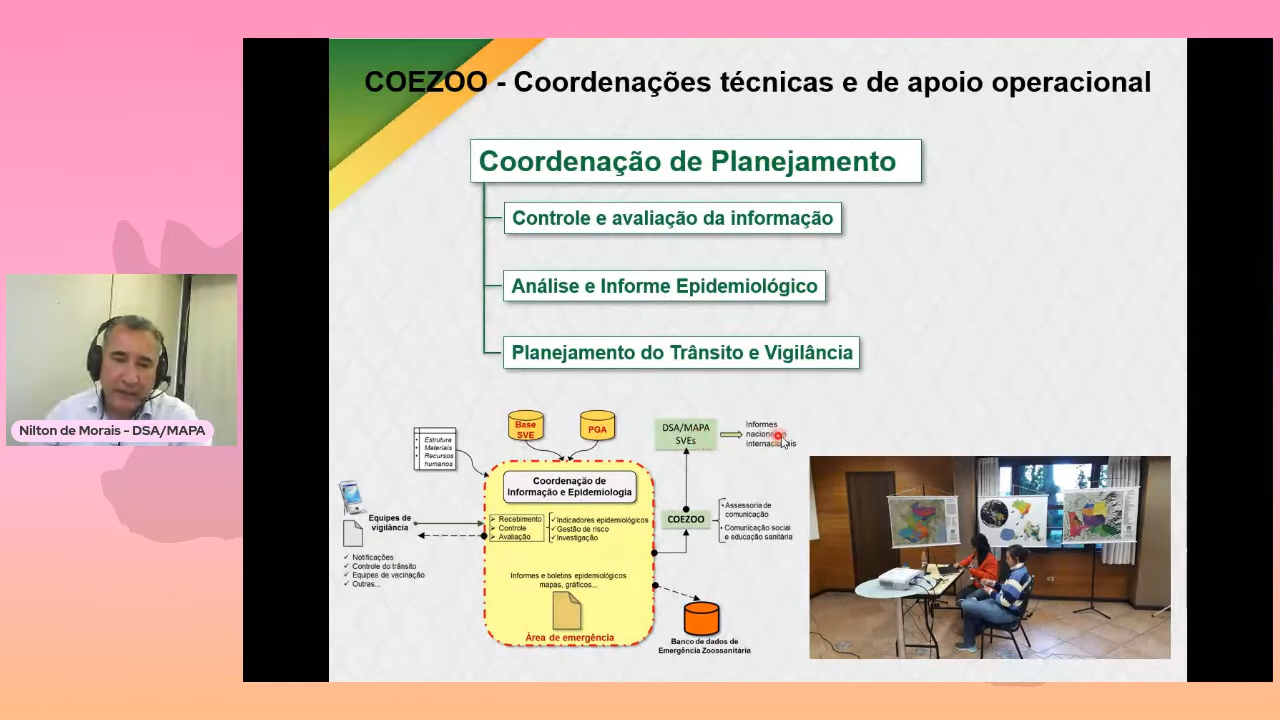 COEZOO - Coordenações técnicas e de apoio operacional
Coordenação de Planejamento
Controle e avaliação da informação
Análise e Informe Epidemiológico
Planejamento do Trânsito e Vigilância
Nilton de Morais – DSA/MAPA
• Estrutura
• Materiais
• Recursos
humanos
Base
SVE
PGA
DSA/MAPA
SVEs
Informes
nacionais
internacionais
Coordenação de
Informação e Epidemiologia
Equipes de
vigilância
➢ Recebimento
➢ Controle
➢ Avaliação
✓Indicadores epidemiológicos
✓Gestão de risco
✓Investigação
COEZOO
• Assessoria de
comunicação
• Comunicação social
e educação sanitária
✓ Notificações
✓ Controle do trânsito
✓ Equipes de vacinação
✓ Outras...
Informes e boletins epidemiológicos
mapas, gráficos...
Área de emergência
Banco de dados de
Emergência Zoossanitária